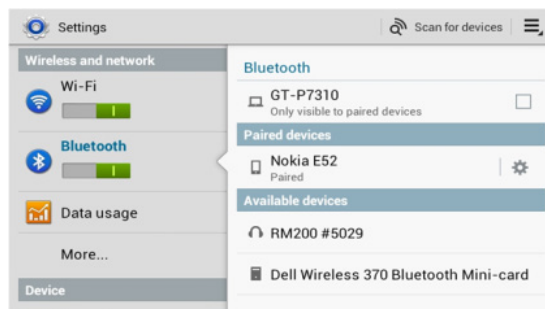 Settings
Scan for devices
Wireless and network
Wi-Fi
Bluetooth
Data usage
More...
Device
Bluetooth
GT-P7310
Only visible to paired devices
Paired devices
Nokia E52
Paired
Available devices
RM200 #5029
Dell Wireless 370 Bluetooth Mini-card